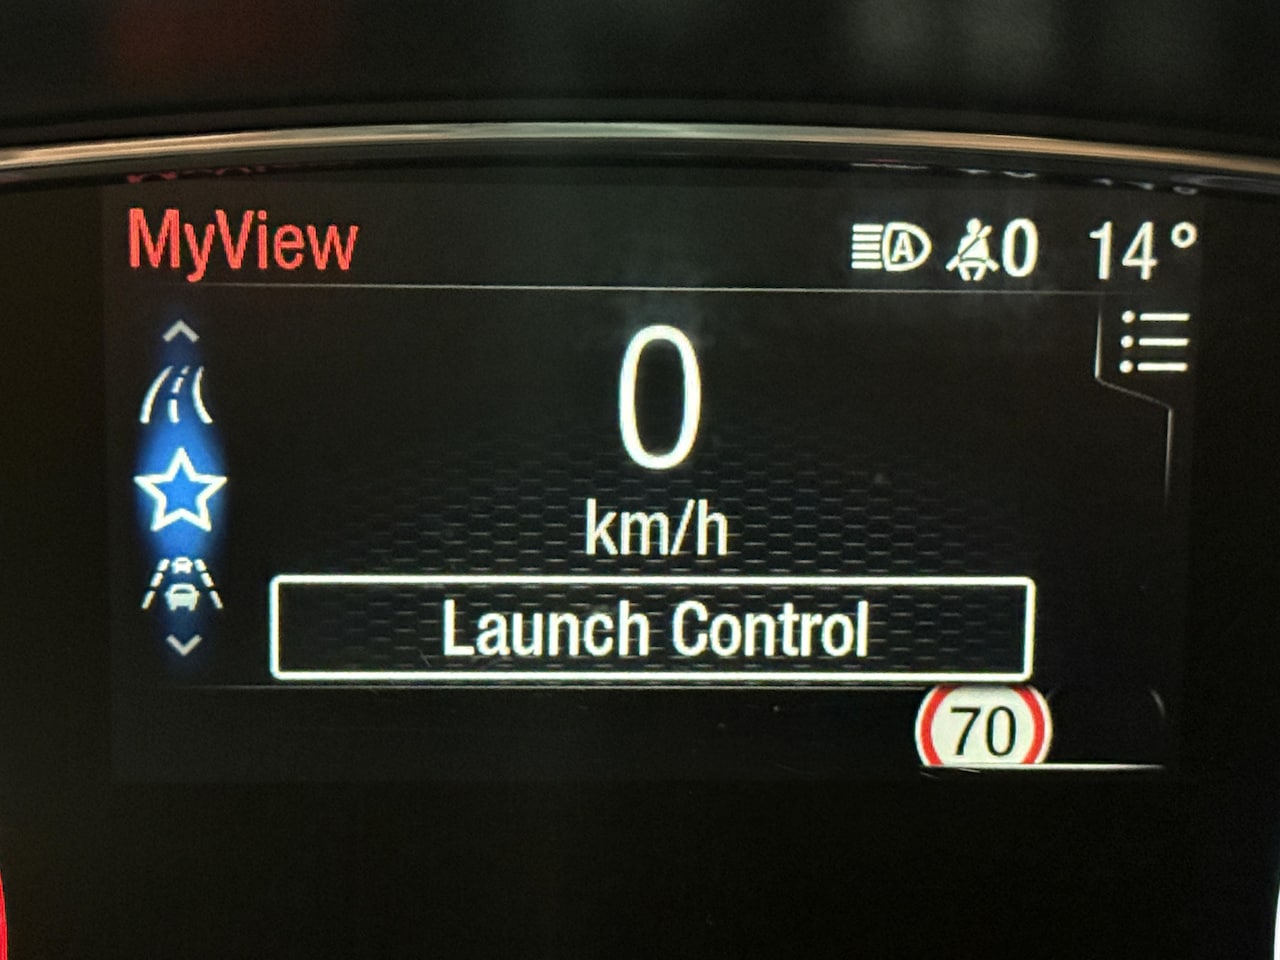 MyView
A 0 14°
0
km/h
Launch Control
70